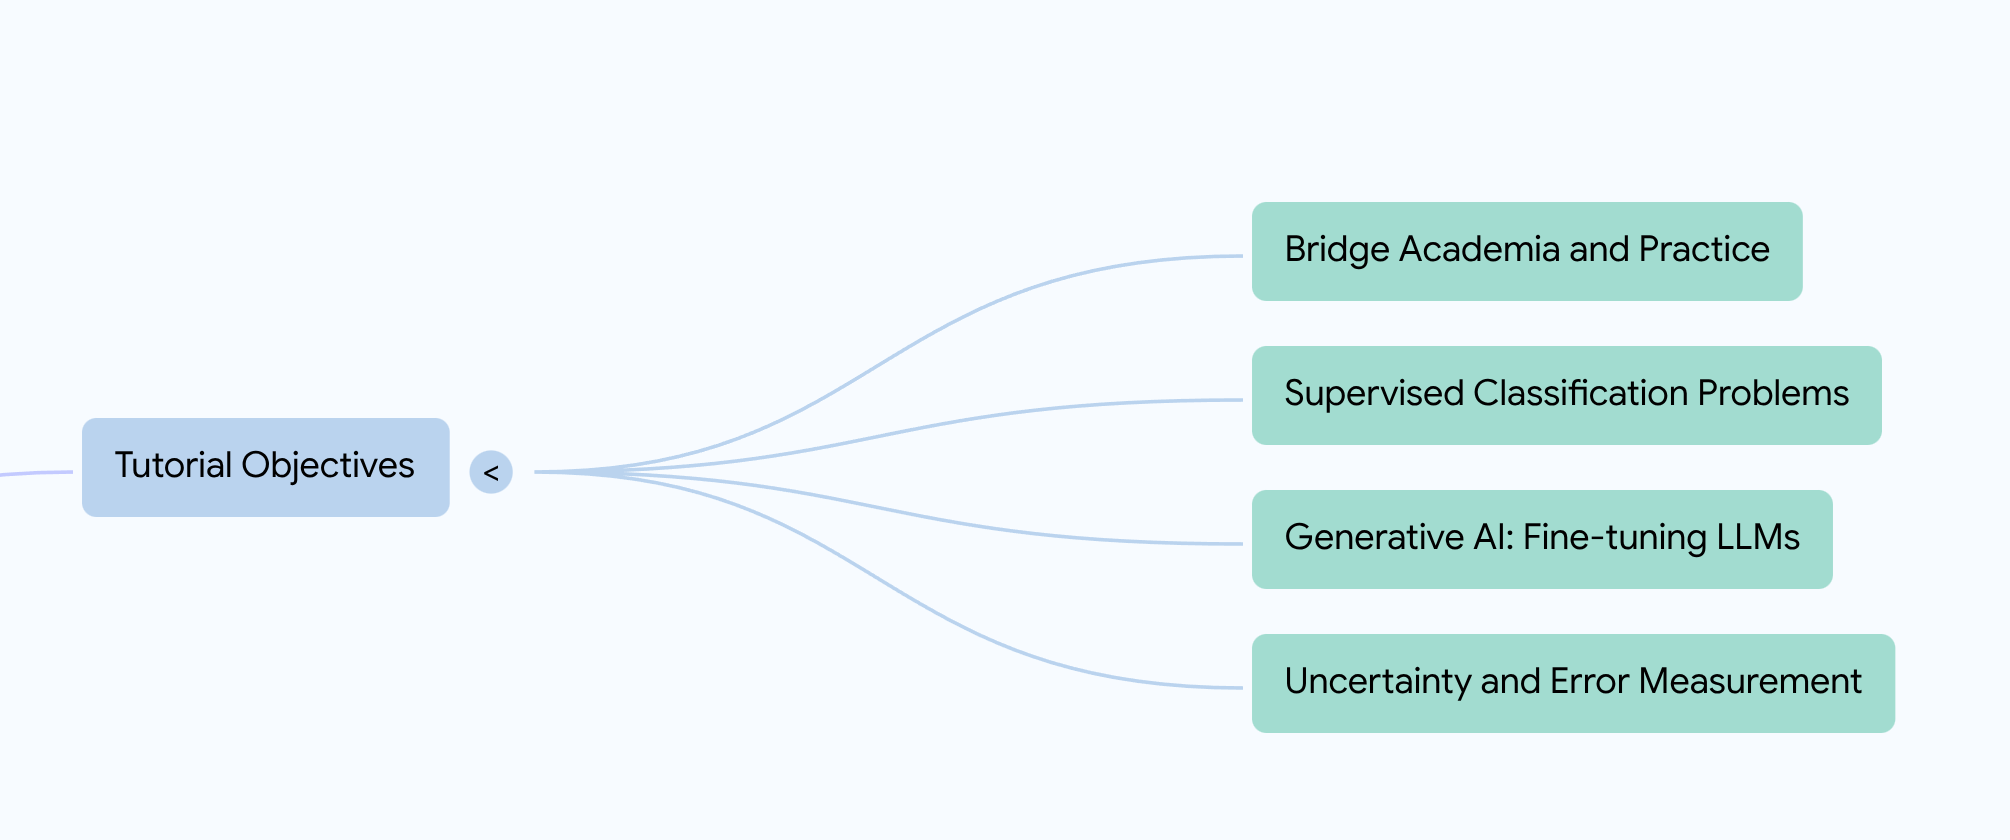 Tutorial Objectives
<
Bridge Academia and Practice
Supervised Classification Problems
Generative AI: Fine-tuning LLMs
Uncertainty and Error Measurement